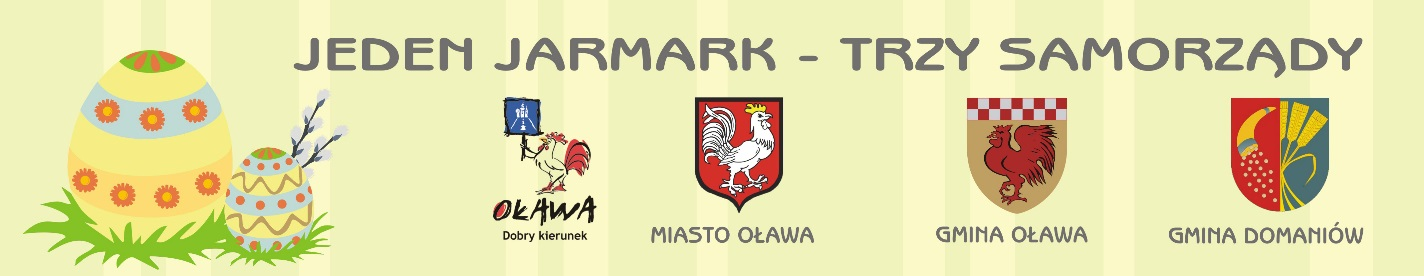 JEDEN JARMARK - TRZY SAMORZĄDY
OŁAWA
Dobry kierunek
MIASTO OŁAWA
GMINA OŁAWA
GMINA DOMANIÓW